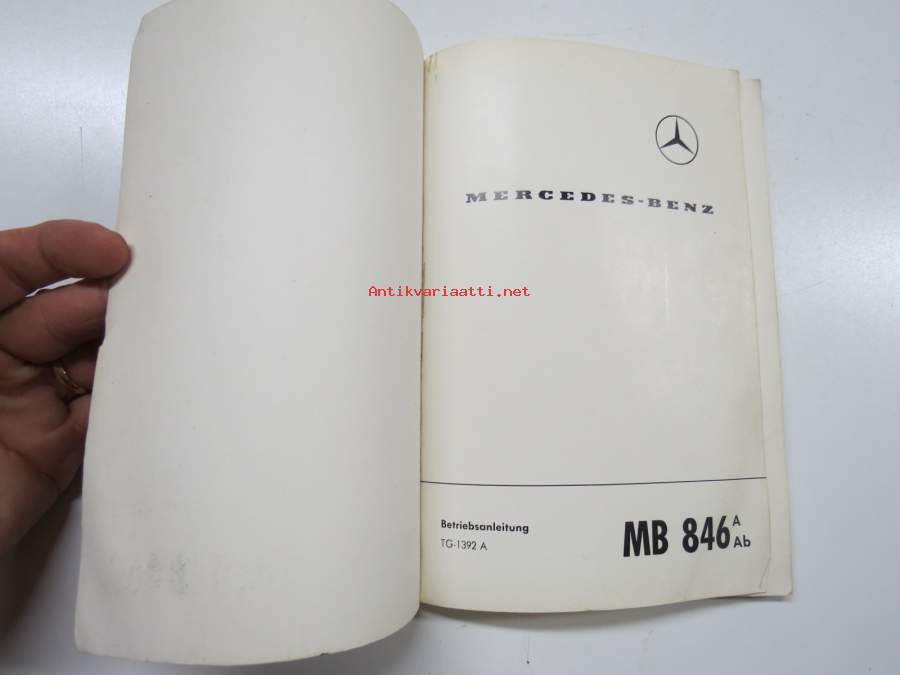 MERCEDES-BENZ
Antikvariaatti.net
Betriebsanleitung
TG-1392 A
MB 846 A
Ab